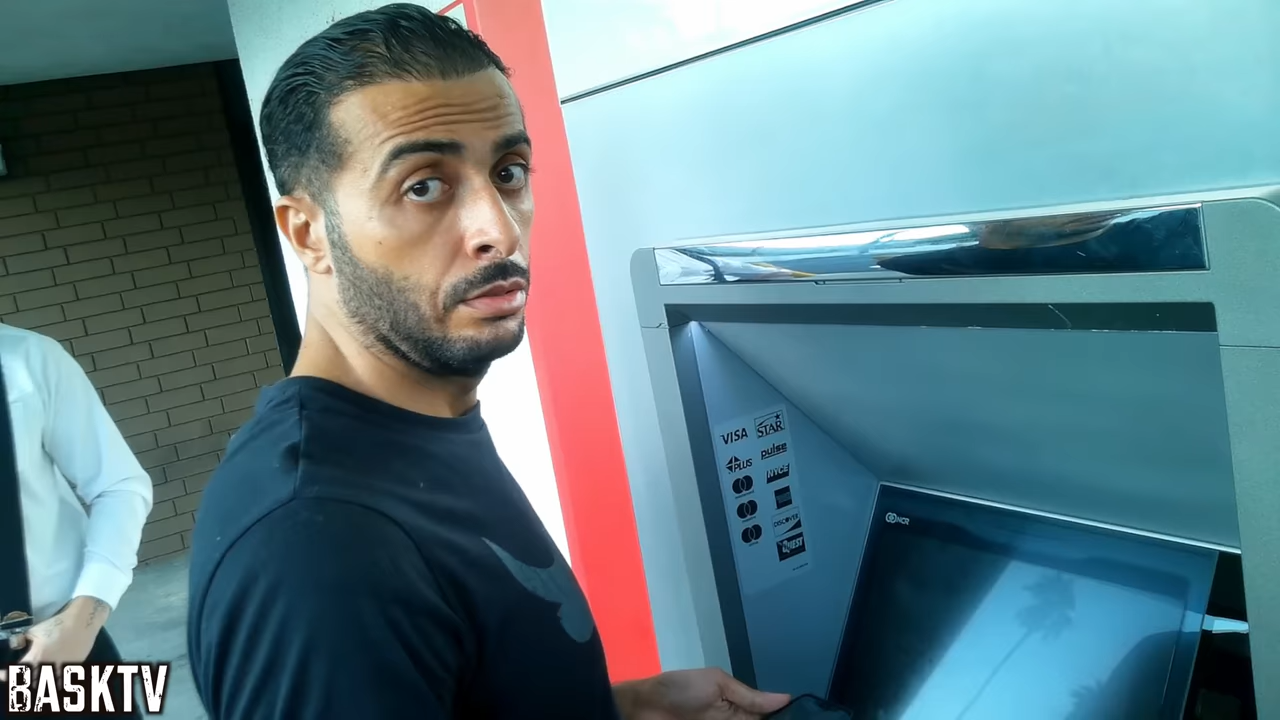 VISA
STAR
PLUS
pulse
NYCE
DISCOVER
QUEST
NCR
BASKTV